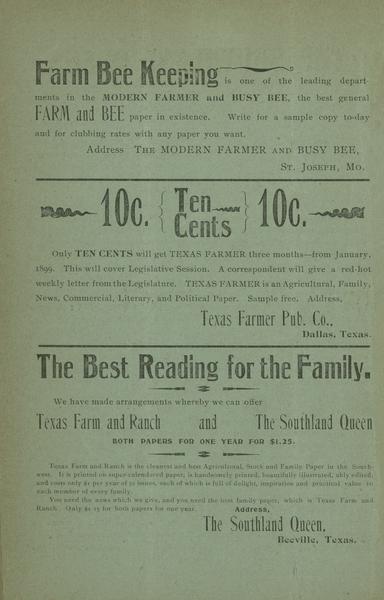 Farm Bee Keeping is one of the leading depart-
ments in the MODERN FARMER and BUSY BEE, the best general
FARM and BEE paper in existence. Write for a sample copy to-day
and for clubbing rates with any paper you want.
Address THE MODERN FARMER AND BUSY BEE,
ST. JOSEPH, MO.
10c. { Ten Cents } 10c.
Only TEN CENTS will get TEXAS FARMER three months—from January,
1899. This will cover Legislative Session. A correspondent will give a red-hot
weekly letter from the Legislature. TEXAS FARMER is an Agricultural, Family,
News, Commercial, Literary, and Political Paper. Sample free. Address,
Texas Farmer Pub. Co.,
Dallas, Texas.
The Best Reading for the Family.
We have made arrangements whereby we can offer
Texas Farm and Ranch and The Southland Queen
BOTH PAPERS FOR ONE YEAR FOR $1.25.
Texas Farm and Ranch is the cleanest and best Agricultural, Stock and Family Paper in the South-
west. It is printed on super-calendered paper, is handsomely printed, beautifully illustrated, ably edited,
and costs only $1 per year of 52 issues, each of which is full of delight, inspiration and practical value to
each member of every family.
You need the news which we give, and you need the best family paper, which is Texas Farm and
Ranch. Only $1.25 for both papers for one year. Address,
The Southland Queen,
Beeville, Texas.